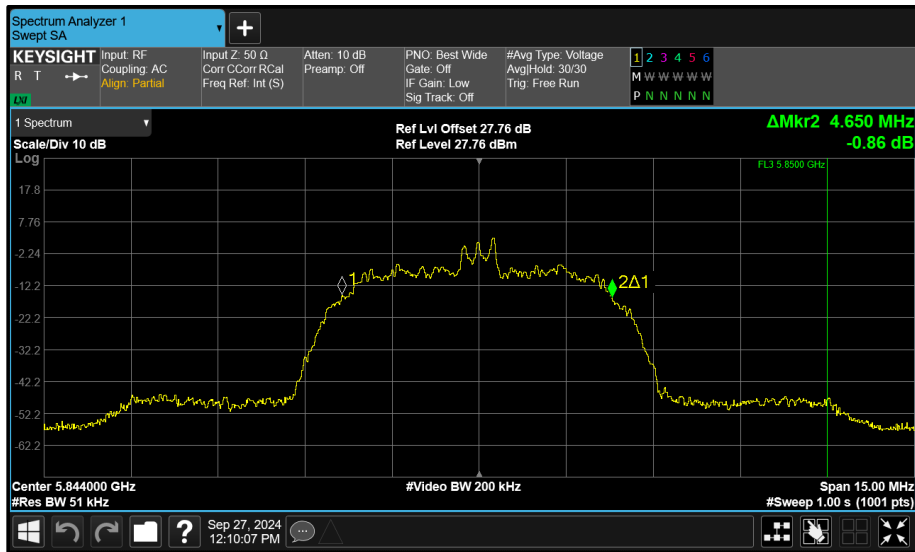 Spectrum Analyzer 1
Swept SA
+
KEYSIGHT
R T
LXI
Input: RF
Coupling: AC
Align: Partial
Input Z: 50 Ω
Corr CCorr RCal
Freq Ref: Int (S)
Atten: 10 dB
Preamp: Off
PNO: Best Wide
Gate: Off
IF Gain: Low
Sig Track: Off
#Avg Type: Voltage
Avg|Hold: 30/30
Trig: Free Run
1 2 3 4 5 6
M W W W W W
P N N N N N
1 Spectrum
Scale/Div 10 dB
Ref Lvl Offset 27.76 dB
Ref Level 27.76 dBm
ΔMkr2 4.650 MHz
-0.86 dB
Log
FL3 5.8500 GHz
17.8
7.76
-2.24
-12.2
1
2Δ1
-22.2
-32.2
-42.2
-52.2
-62.2
Center 5.844000 GHz
#Video BW 200 kHz
Span 15.00 MHz
#Res BW 51 kHz
#Sweep 1.00 s (1001 pts)
?
Sep 27, 2024
12:10:07 PM